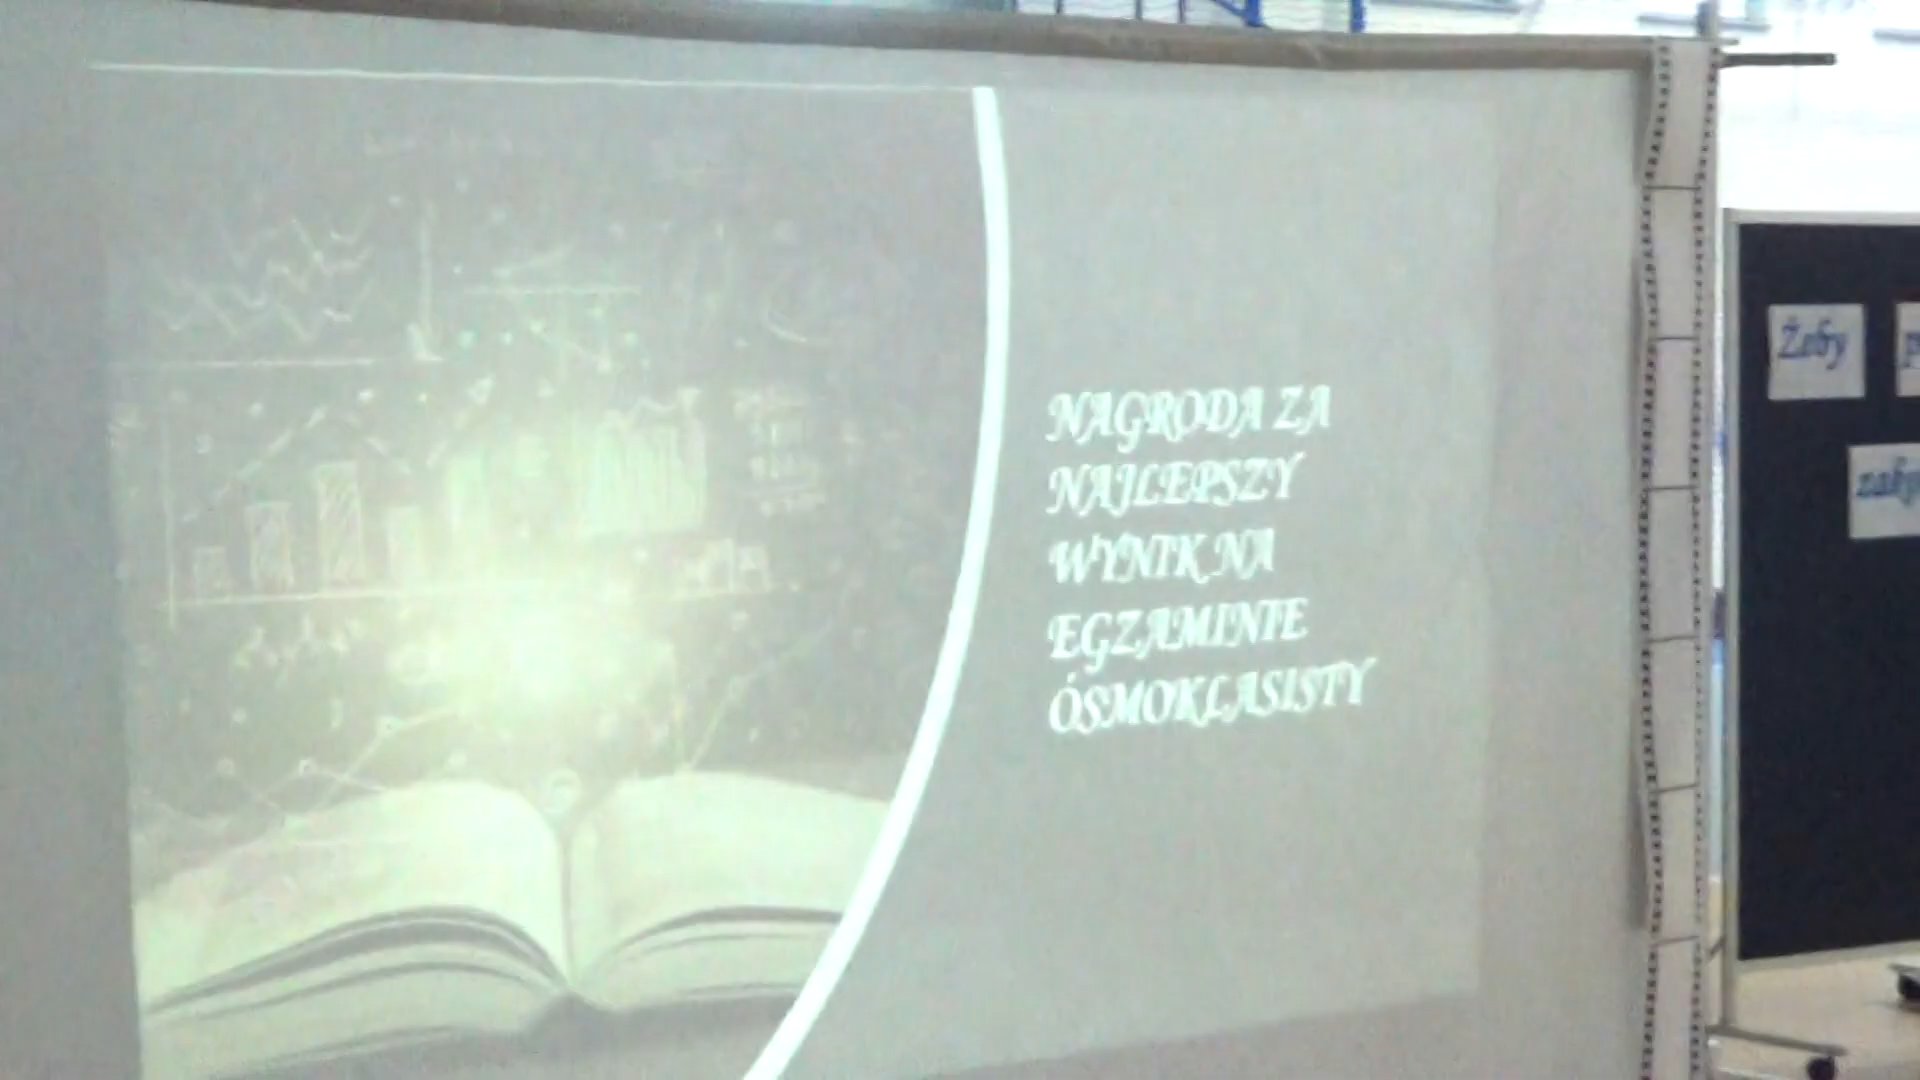 NAGRODA ZA
NAJLEPSZY
WYNIK NA
EGZAMINIE
ÓSMOKLASISTY
Żeby